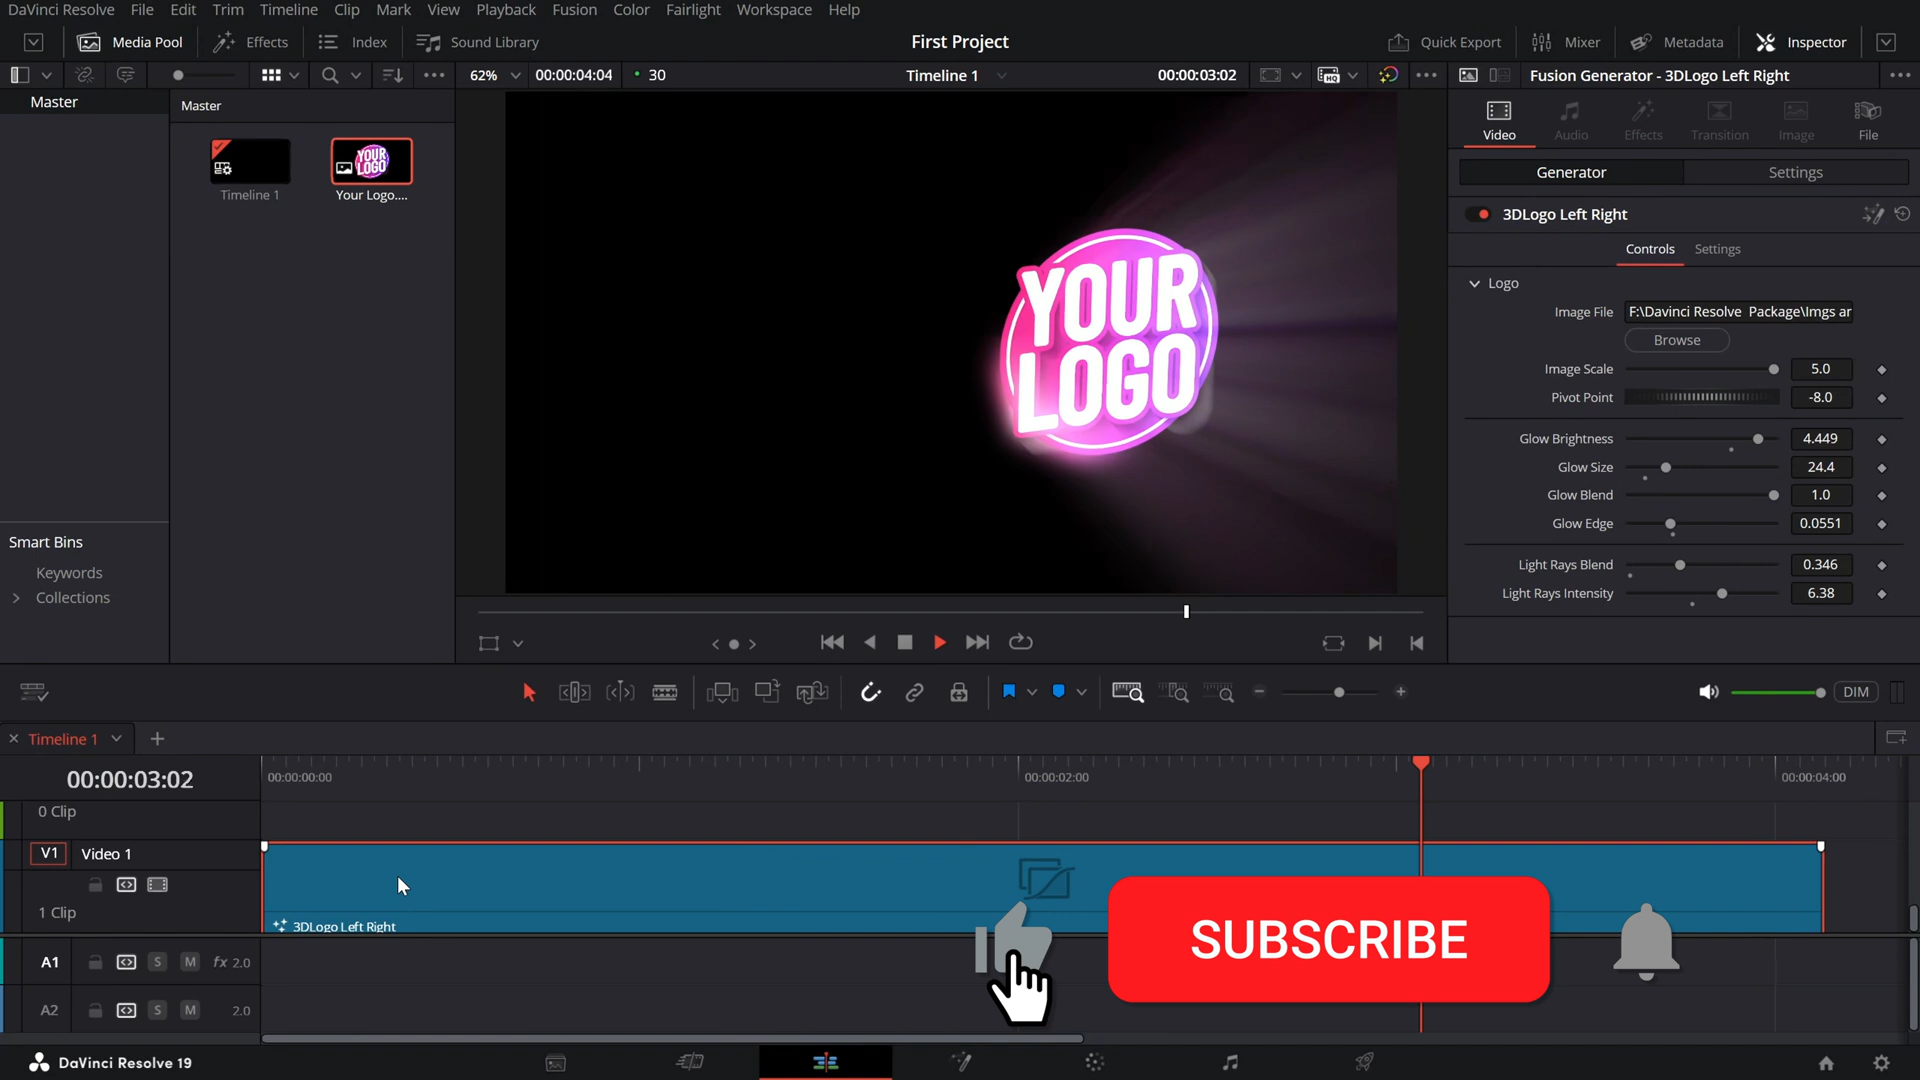 DaVinci Resolve File Edit Trim Timeline Clip Mark View Playback Fusion Color Fairlight Workspace Help
Media Pool Effects Index Sound Library First Project Quick Export Mixer Metadata Inspector
62% 00:00:04:04 30 Timeline 1 00:00:03:02 Fusion Generator - 3DLogo Left Right
Master
Master
Timeline 1
YOUR LOGO
Your Logo....
Smart Bins
Keywords
Collections
YOUR
LOGO
Video Audio Effects Transition Image File
Generator Settings
3DLogo Left Right
Controls Settings
Logo
Image File F:\Davinci Resolve  Package\Imgs ar
Browse
Image Scale 5.0
Pivot Point -8.0
Glow Brightness 4.449
Glow Size 24.4
Glow Blend 1.0
Glow Edge 0.0551
Light Rays Blend 0.346
Light Rays Intensity 6.38
DIM
Timeline 1
00:00:03:02 00:00:00:00 00:00:02:00 00:00:04:00
0 Clip
V1 Video 1
1 Clip
3DLogo Left Right
A1 S M fx 2.0
A2 S M 2.0
SUBSCRIBE
DaVinci Resolve 19